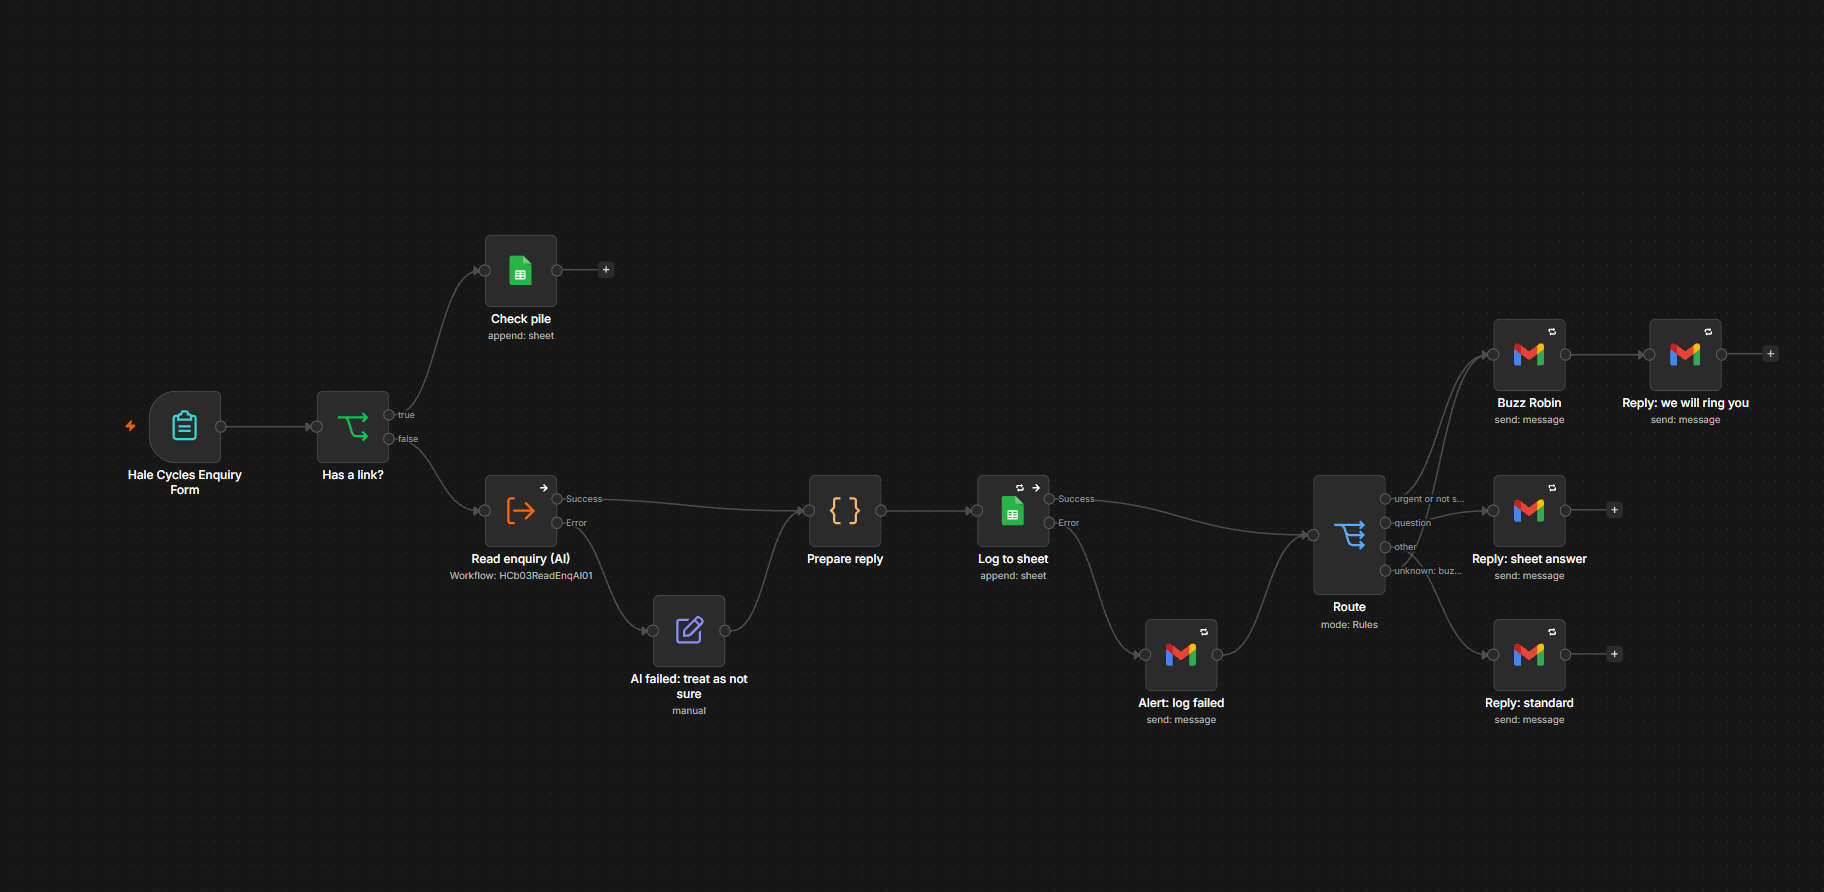 Check pile
append: sheet
Hale Cycles Enquiry
Form
Has a link?
true
false
Read enquiry (AI)
Workflow: HCb03ReadEnqAI01
Success
Error
AI failed: treat as not
sure
manual
Prepare reply
Log to sheet
append: sheet
Success
Error
Alert: log failed
send: message
Route
mode: Rules
urgent or not s...
question
other
unknown: buz...
Buzz Robin
send: message
Reply: we will ring you
send: message
Reply: sheet answer
send: message
Reply: standard
send: message